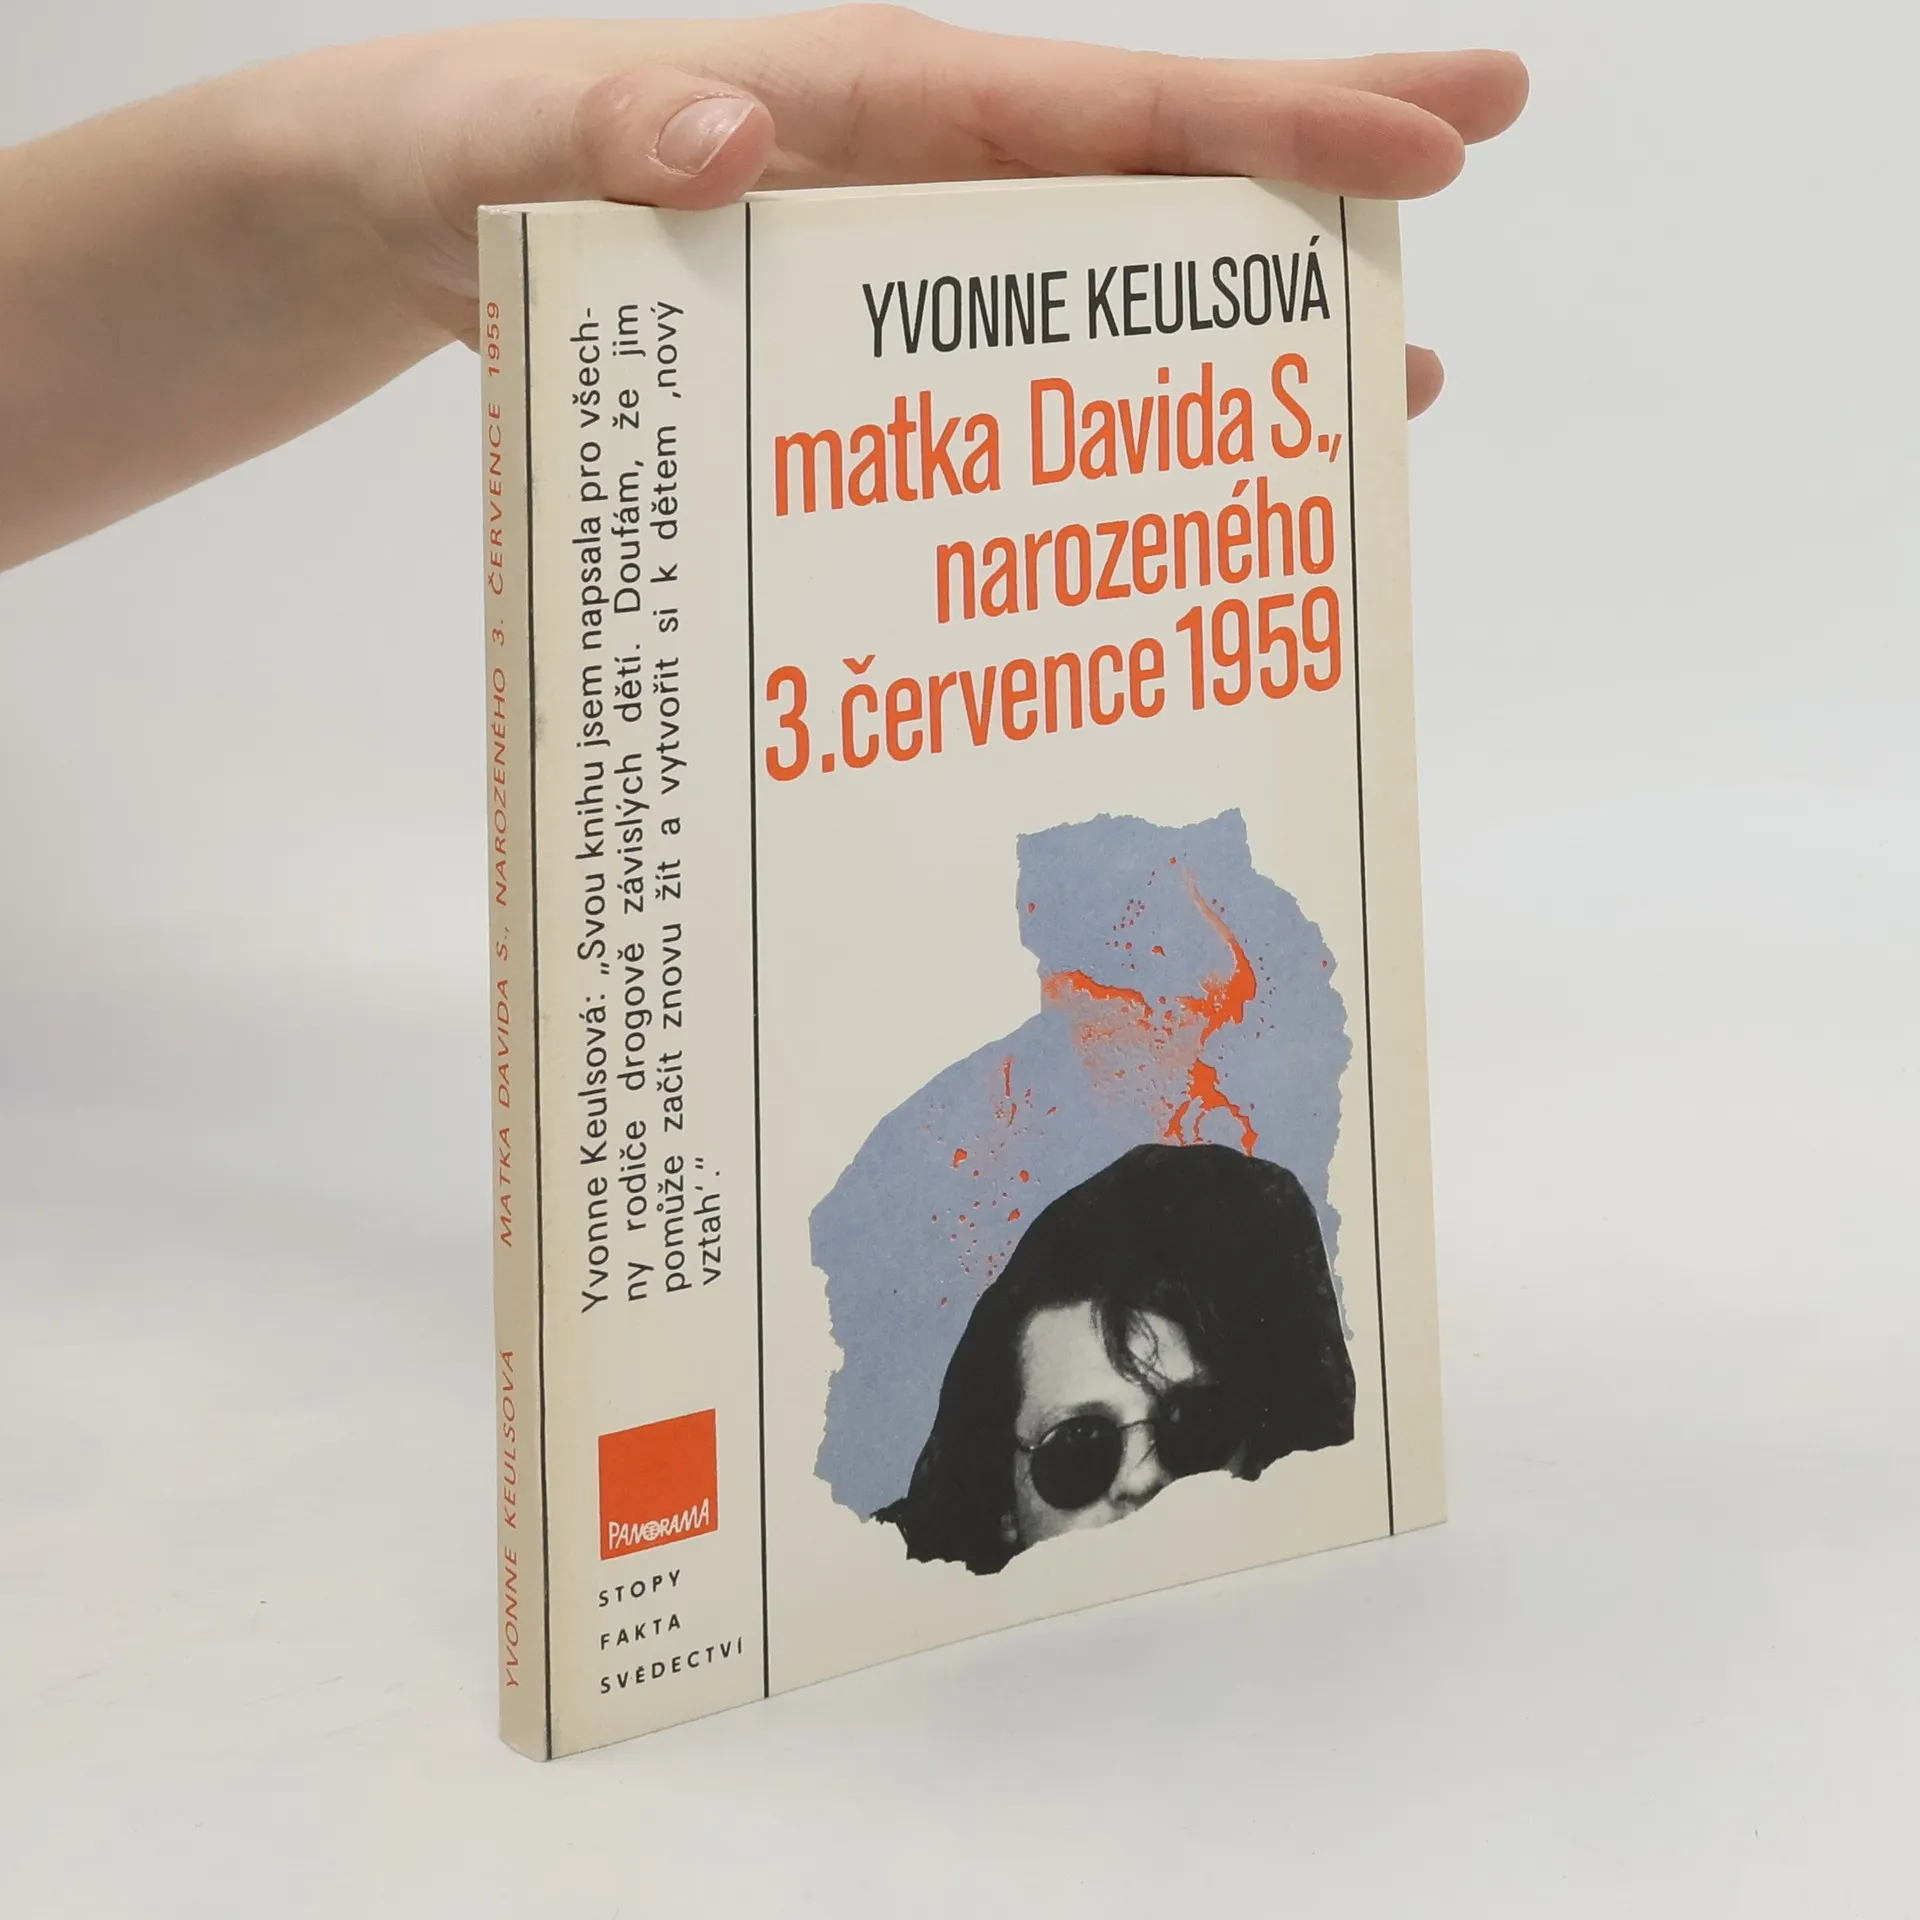 YVONNE KEULSOVÁ
matka Davida S.,
narozeného
3. července 1959
Yvonne Keulsová: „Svou knihu jsem napsala pro všech-
ny rodiče drogově závislých dětí. Doufám, že jim
pomůže začít znovu žít a vytvořit si k dětem ‚nový
vztah‘.“
PANORAMA
STOPY
FAKTA
SVĚDECTVÍ
YVONNE KEULSOVÁ MATKA DAVIDA S., NAROZENÉHO 3. ČERVENCE 1959